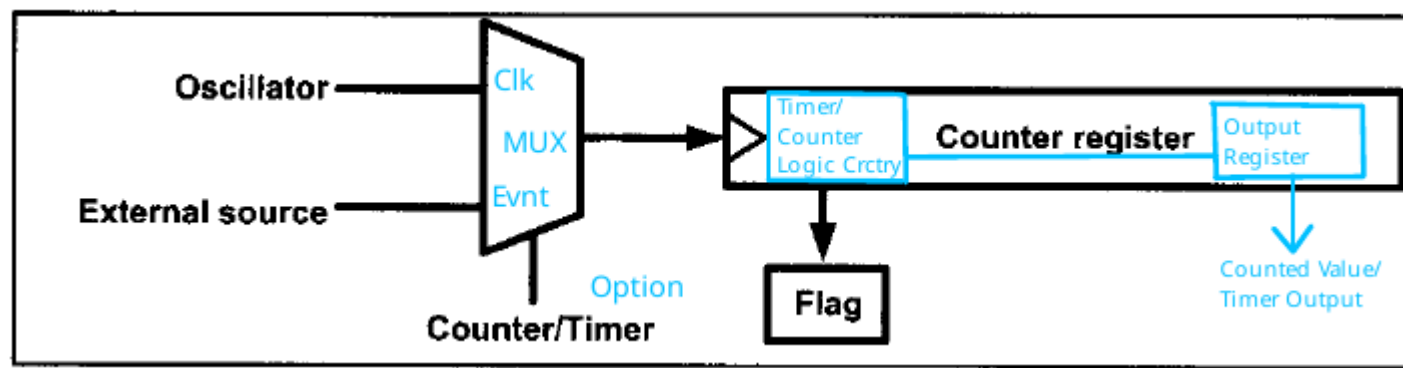 Oscillator
Clk
MUX
Evnt
External source
Option
Counter/Timer
Timer/
Counter
Logic Crctry
Counter register
Output
Register
Flag
Counted Value/
Timer Output